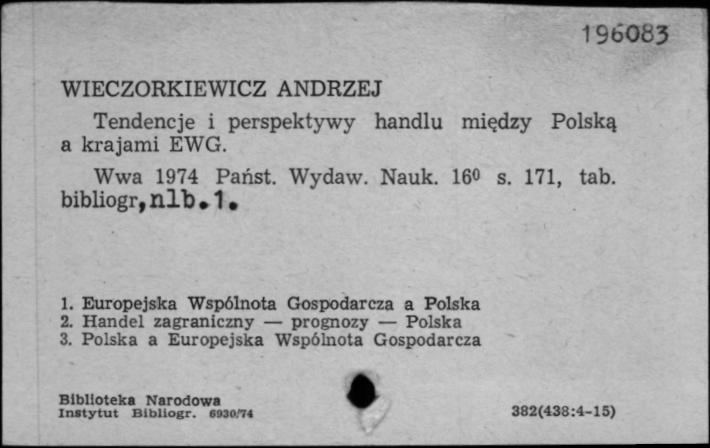 196083
WIECZORKIEWICZ ANDRZEJ
Tendencje i perspektywy handlu między Polską
a krajami EWG.
Wwa 1974 Państ. Wydaw. Nauk. 16⁰ s. 171, tab.
bibliogr, nlb. 1.
1. Europejska Wspólnota Gospodarcza a Polska
2. Handel zagraniczny — prognozy — Polska
3. Polska a Europejska Wspólnota Gospodarcza
Biblioteka Narodowa
Instytut Bibliogr. 6930/74
382(438:4-15)